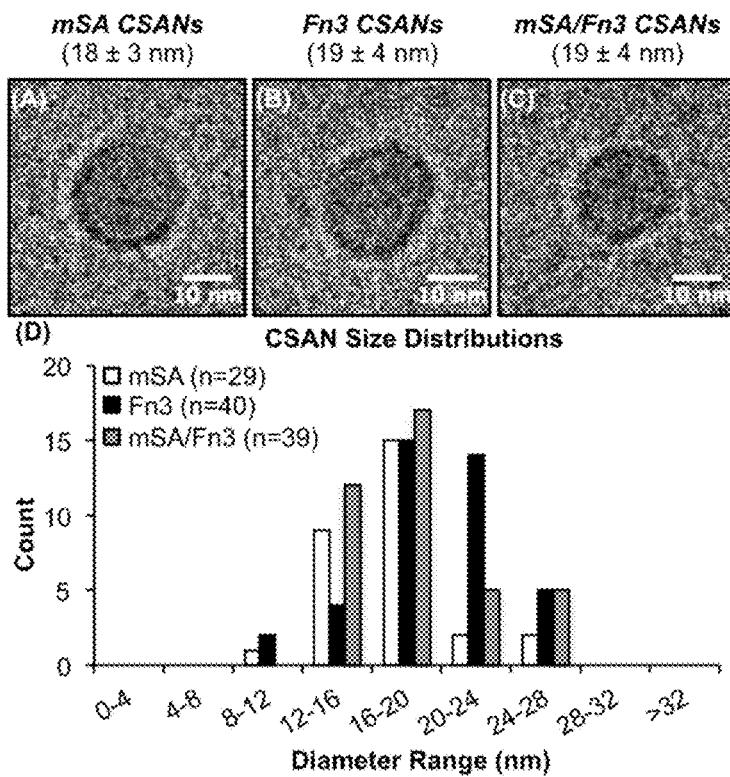 mSA CSANs Fn3 CSANs mSA/Fn3 CSANs
(18 ± 3 nm) (19 ± 4 nm) (19 ± 4 nm)
(A) (B) (C)
10 nm 10 nm 10 nm
(D) CSAN Size Distributions
20
mSA (n=29)
Fn3 (n=40)
15
mSA/Fn3 (n=39)
10
5
0
Count
0-4 4-8 8-12 12-16 16-20 20-24 24-28 28-32 >32
Diameter Range (nm)